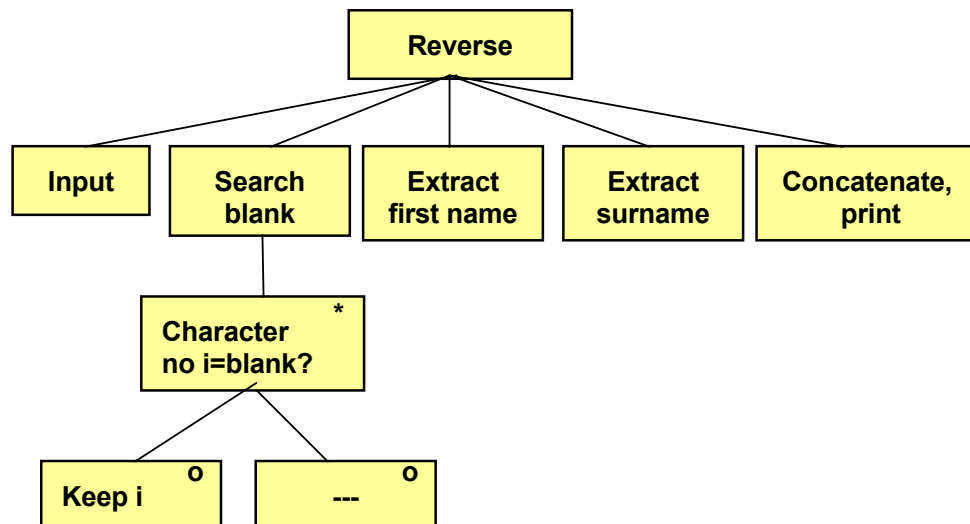 Reverse
Input
Search
blank
Extract
first name
Extract
surname
Concatenate,
print
*
Character
no i=blank?
o
Keep i
o
---